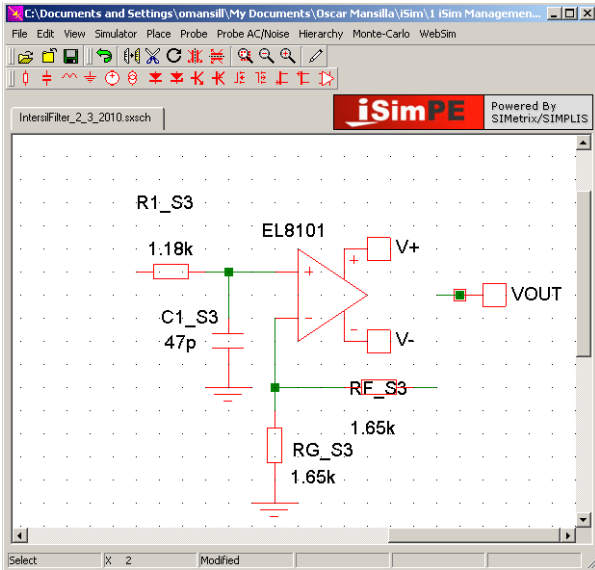 C:\Documents and Settings\omansill\My Documents\Oscar Mansilla\iSim\1 iSim Managemen...
File Edit View Simulator Place Probe Probe AC/Noise Hierarchy Monte-Carlo WebSim
IntersilFilter_2_3_2010.sxsch
iSimPE
Powered By
SIMetrix/SIMPLIS
R1_S3
1.18k
EL8101
V+
+
+
VOUT
C1_S3
47p
-
-
V-
RF_S3
1.65k
RG_S3
1.65k
Select X 2 Modified